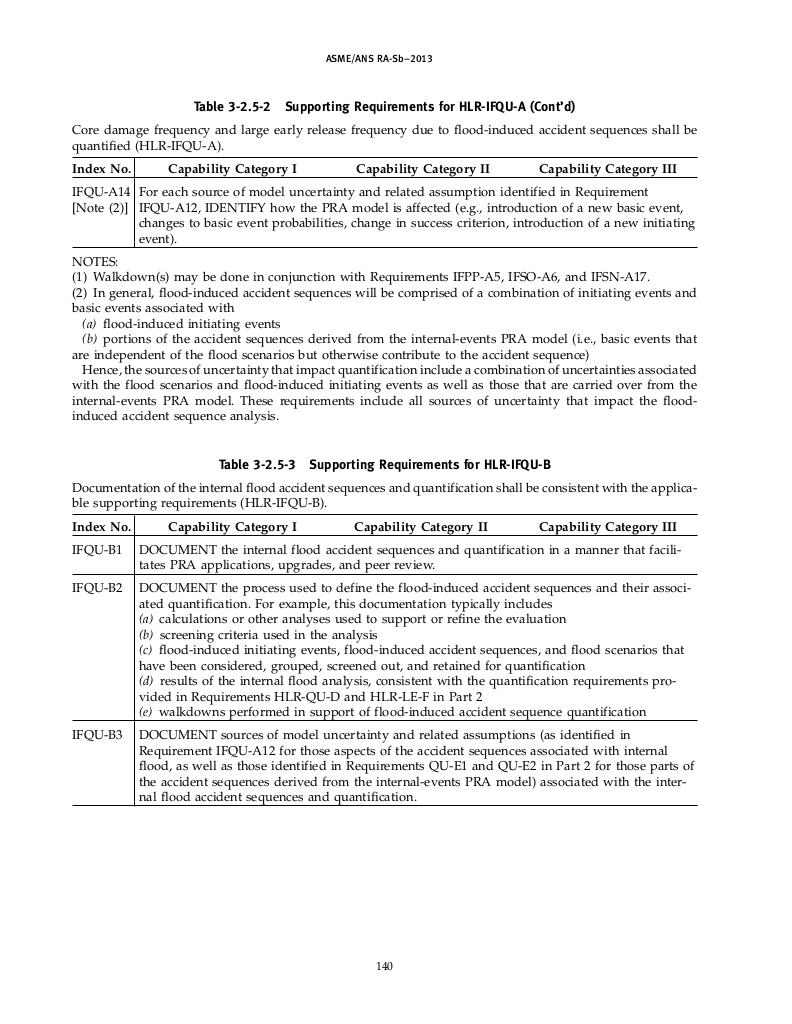 ASME/ANS RA-Sb–2013
Table 3-2.5-2 Supporting Requirements for HLR-IFQU-A (Cont'd)
Core damage frequency and large early release frequency due to flood-induced accident sequences shall be
quantified (HLR-IFQU-A).
Index No. Capability Category I Capability Category II Capability Category III
IFQU-A14 For each source of model uncertainty and related assumption identified in Requirement
[Note (2)] IFQU-A12, IDENTIFY how the PRA model is affected (e.g., introduction of a new basic event,
changes to basic event probabilities, change in success criterion, introduction of a new initiating
event).
NOTES:
(1) Walkdown(s) may be done in conjunction with Requirements IFPP-A5, IFSO-A6, and IFSN-A17.
(2) In general, flood-induced accident sequences will be comprised of a combination of initiating events and
basic events associated with
(a) flood-induced initiating events
(b) portions of the accident sequences derived from the internal-events PRA model (i.e., basic events that
are independent of the flood scenarios but otherwise contribute to the accident sequence)
Hence, the sources of uncertainty that impact quantification include a combination of uncertainties associated
with the flood scenarios and flood-induced initiating events as well as those that are carried over from the
internal-events PRA model. These requirements include all sources of uncertainty that impact the flood-
induced accident sequence analysis.
Table 3-2.5-3 Supporting Requirements for HLR-IFQU-B
Documentation of the internal flood accident sequences and quantification shall be consistent with the applica-
ble supporting requirements (HLR-IFQU-B).
Index No. Capability Category I Capability Category II Capability Category III
IFQU-B1 DOCUMENT the internal flood accident sequences and quantification in a manner that facili-
tates PRA applications, upgrades, and peer review.
IFQU-B2 DOCUMENT the process used to define the flood-induced accident sequences and their associ-
ated quantification. For example, this documentation typically includes
(a) calculations or other analyses used to support or refine the evaluation
(b) screening criteria used in the analysis
(c) flood-induced initiating events, flood-induced accident sequences, and flood scenarios that
have been considered, grouped, screened out, and retained for quantification
(d) results of the internal flood analysis, consistent with the quantification requirements pro-
vided in Requirements HLR-QU-D and HLR-LE-F in Part 2
(e) walkdowns performed in support of flood-induced accident sequence quantification
IFQU-B3 DOCUMENT sources of model uncertainty and related assumptions (as identified in
Requirement IFQU-A12 for those aspects of the accident sequences associated with internal
flood, as well as those identified in Requirements QU-E1 and QU-E2 in Part 2 for those parts of
the accident sequences derived from the internal-events PRA model) associated with the inter-
nal flood accident sequences and quantification.
140